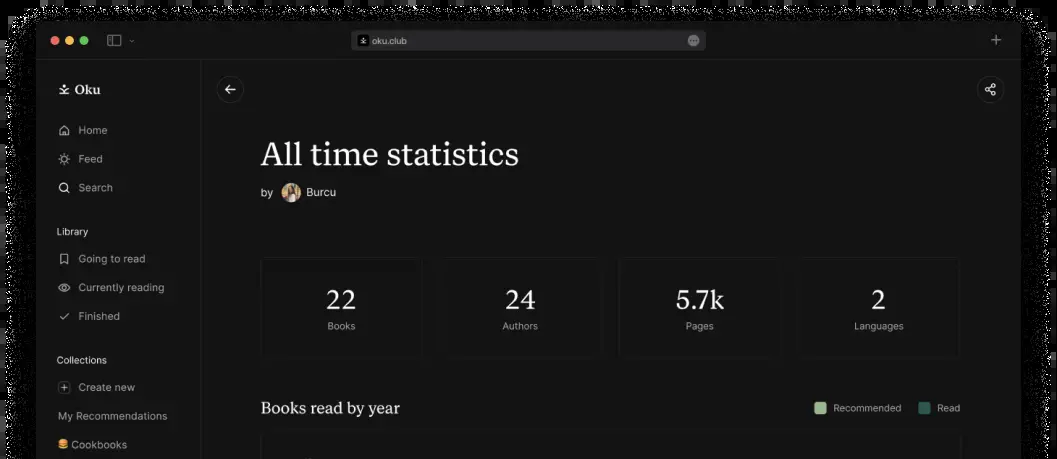 oku.club
Oku
Home
Feed
Search
Library
Going to read
Currently reading
Finished
Collections
Create new
My Recommendations
Cookbooks
All time statistics
by Burcu
22
Books
24
Authors
5.7k
Pages
2
Languages
Books read by year
Recommended
Read